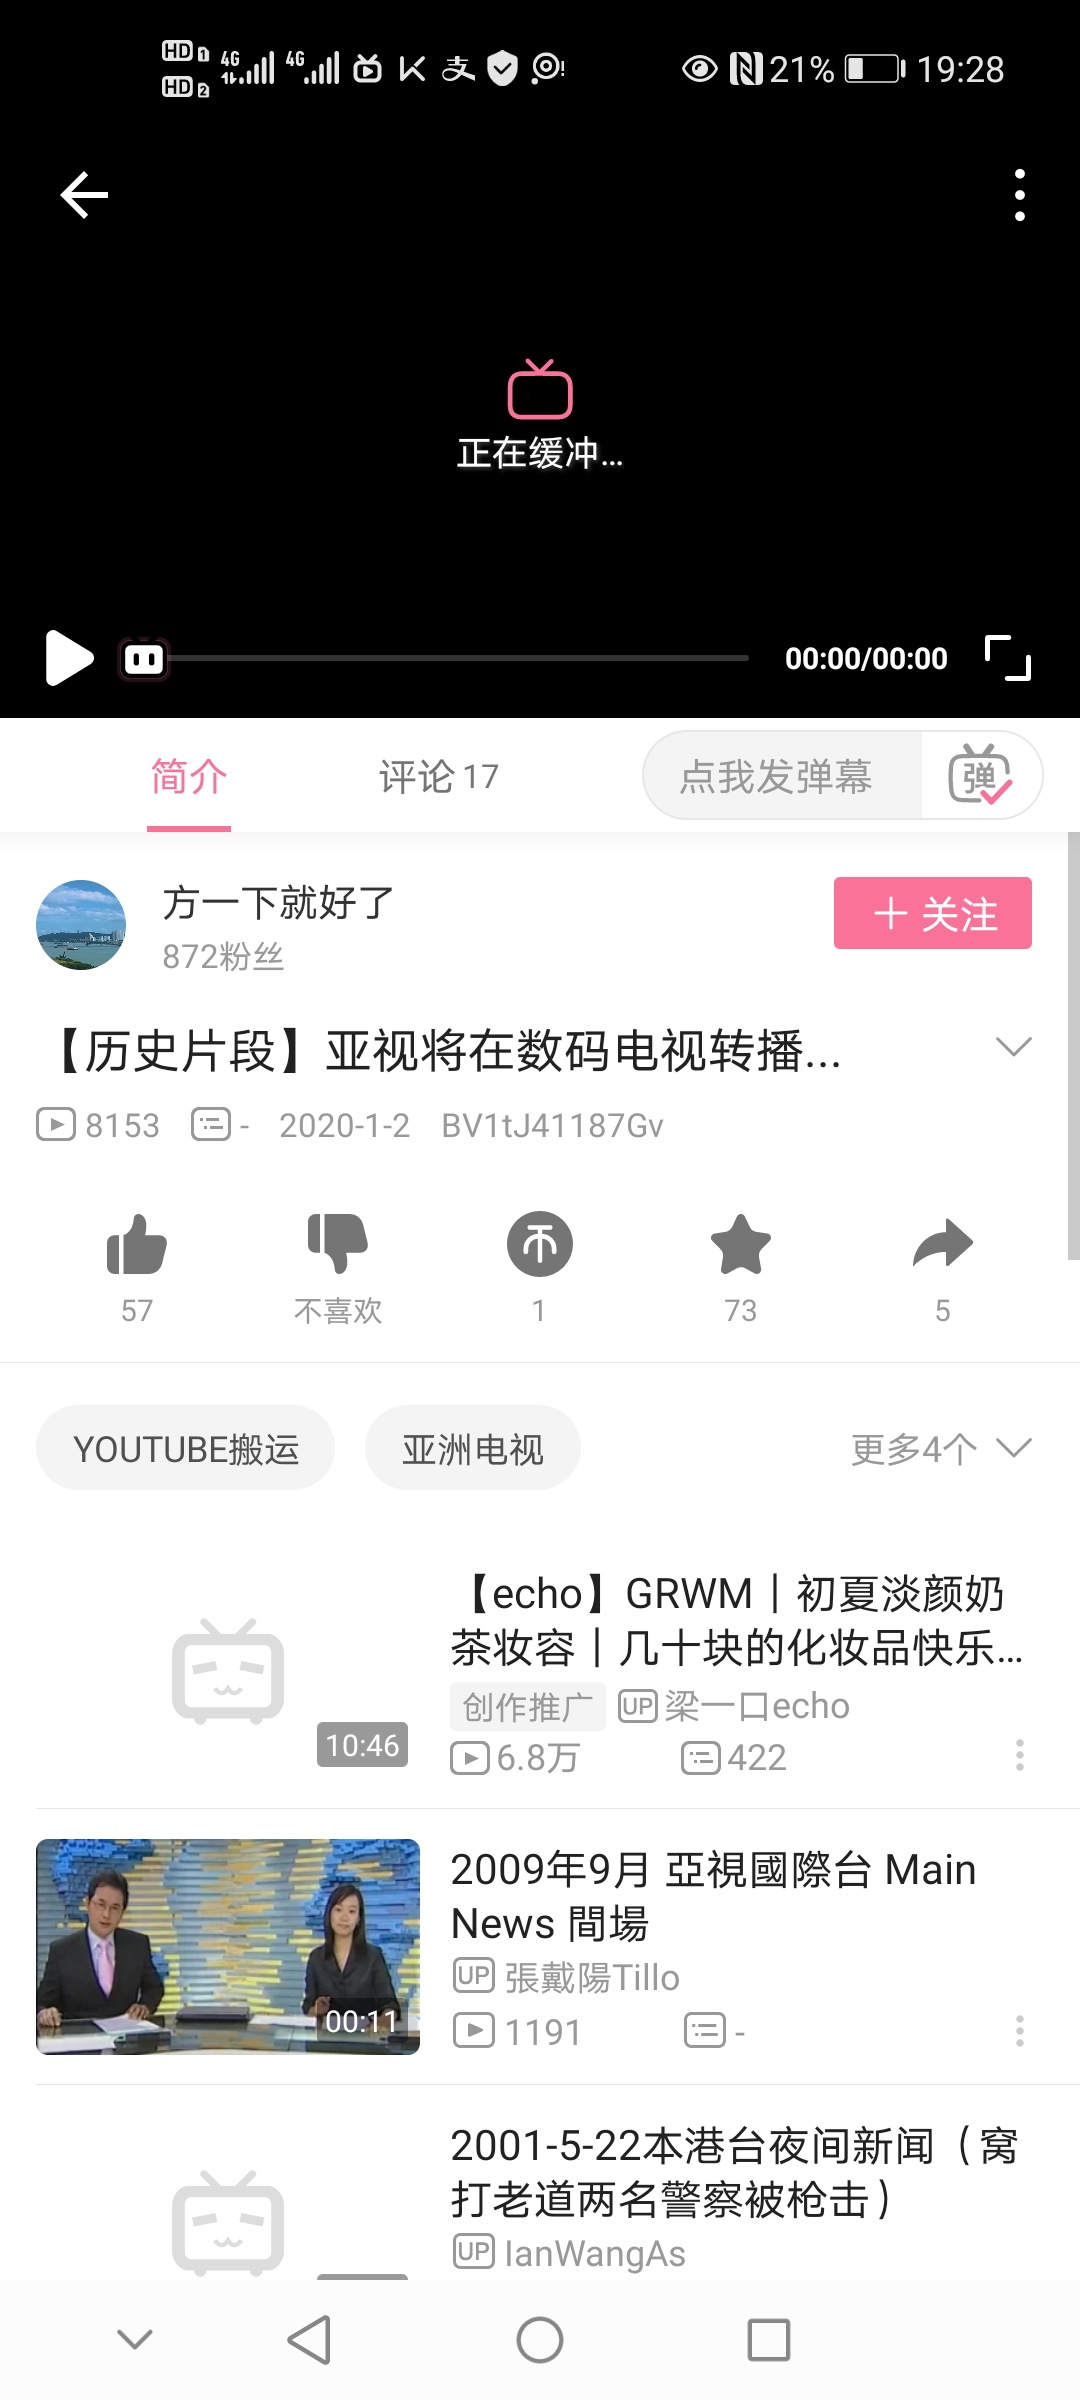 HD 1 4G 4G 21% 19:28
HD 2
正在缓冲...
00:00/00:00
简介 评论 17 点我发弹幕 弹
方一下就好了
872粉丝
+ 关注
【历史片段】亚视将在数码电视转播...
8153 - 2020-1-2 BV1tJ41187Gv
57 不喜欢 1 73 5
YOUTUBE搬运 亚洲电视 更多4个
【echo】GRWM | 初夏淡颜奶
茶妆容 | 几十块的化妆品快乐...
创作推广 UP 梁一口echo
10:46
6.8万 422
2009年9月 亞視國際台 Main
News 間場
UP 張戴陽Tillo
00:11
1191 -
2001-5-22本港台夜间新闻（窝
打老道两名警察被枪击）
UP IanWangAs